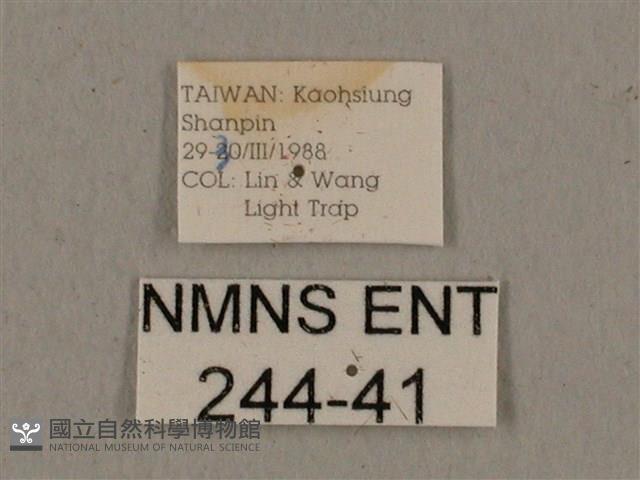 TAIWAN: Kaohsiung
Shanpin
29-30/III/1988
COL: Lin & Wang
Light Trap
NMNS ENT
244-41
國立自然科學博物館
NATIONAL MUSEUM OF NATURAL SCIENCE